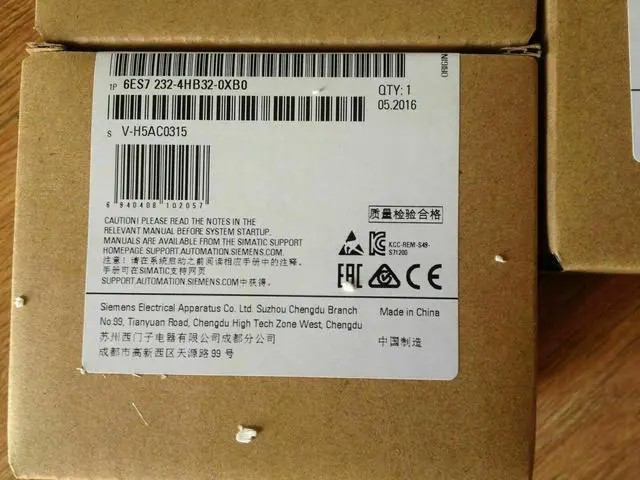 1P 6ES7 232-4HB32-0XB0
QTY: 1
05.2016
ORIGIN
S V-H5AC0315
6 940408 102057
CAUTION! PLEASE READ THE NOTES IN THE
RELEVANT MANUAL BEFORE SYSTEM STARTUP.
MANUALS ARE AVAILABLE FROM THE SIMATIC SUPPORT
HOMEPAGE SUPPORT.AUTOMATION.SIEMENS.COM.
注意！请在系统启动之前阅读相应手册中的注释。
手册可在SIMATIC支持网页
SUPPORT.AUTOMATION.SIEMENS.COM中获得。
质量检验合格
KCC-REM-S49-
S71200
EAC
CE
Siemens Electrical Apparatus Co. Ltd. Suzhou Chengdu Branch
No.99, Tianyuan Road, Chengdu High Tech Zone West, Chengdu
苏州西门子电器有限公司成都分公司
成都市高新西区天源路 99 号
Made in China
中国制造